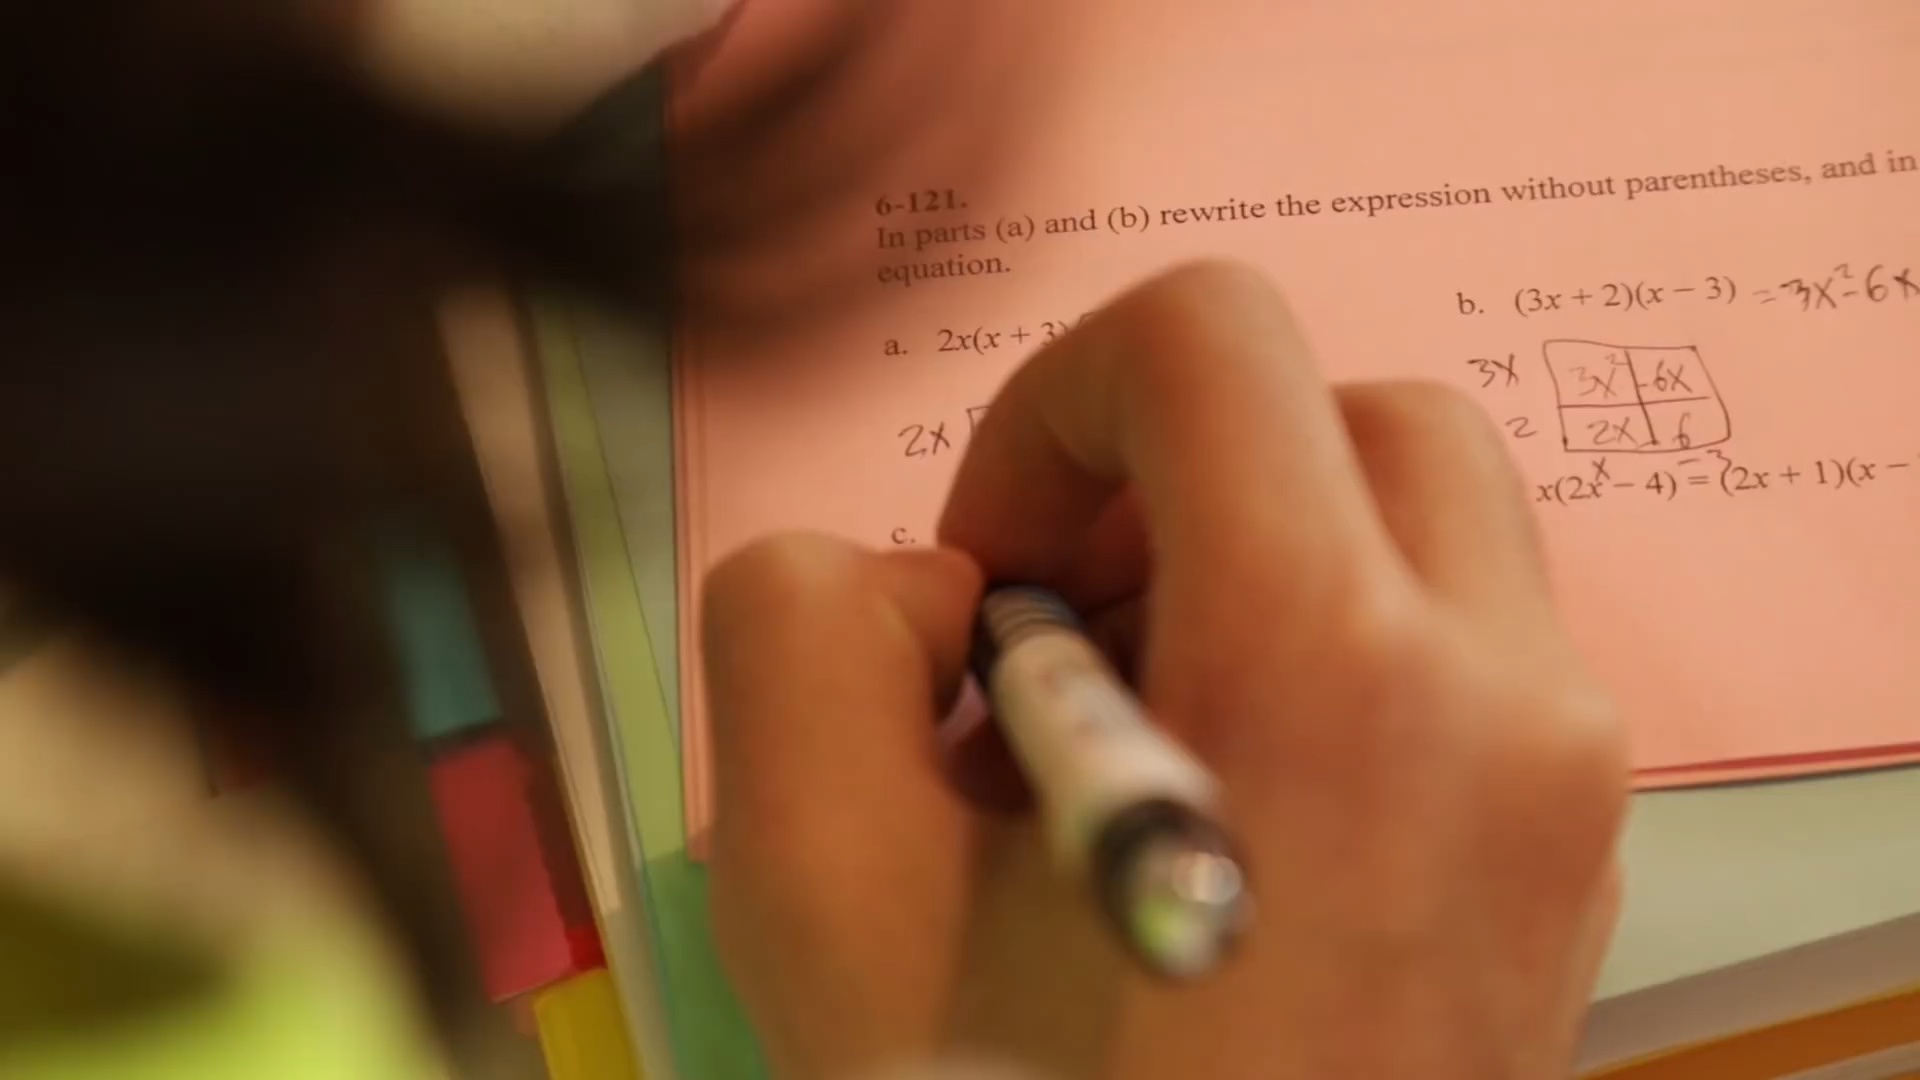 6-121.
In parts (a) and (b) rewrite the expression without parentheses, and in
equation.
a. 2x(x + 3)
b. (3x + 2)(x − 3) = 3x² - 6x
3x 3x² -6x
2x
2 2x 6
x -3
c.
x(2x − 4) = (2x + 1)(x −